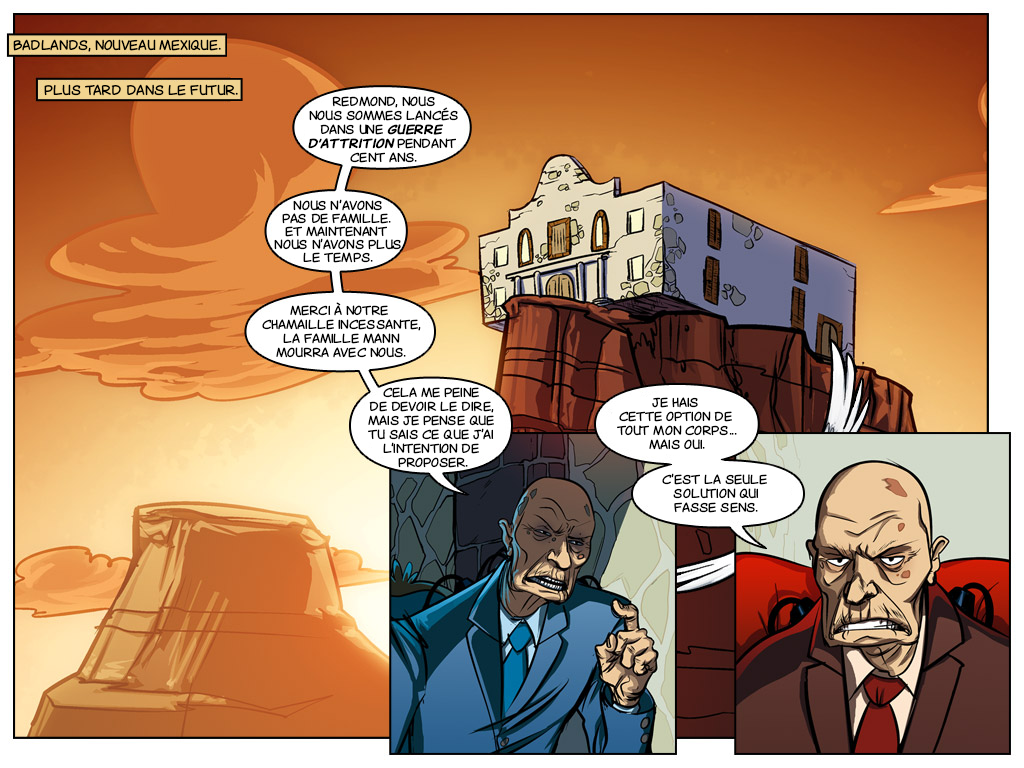 BADLANDS, NOUVEAU MEXIQUE.
PLUS TARD DANS LE FUTUR.
REDMOND, NOUS
NOUS SOMMES LANCÉS
DANS UNE GUERRE
D'ATTRITION PENDANT
CENT ANS.
NOUS N'AVONS
PAS DE FAMILLE.
ET MAINTENANT
NOUS N'AVONS PLUS
LE TEMPS.
MERCI À NOTRE
CHAMAILLE INCESSANTE,
LA FAMILLE MANN
MOURRA AVEC NOUS.
CELA ME PEINE
DE DEVOIR LE DIRE,
MAIS JE PENSE QUE
TU SAIS CE QUE J'AI
L'INTENTION DE
PROPOSER.
JE HAIS
CETTE OPTION DE
TOUT MON CORPS...
MAIS OUI.
C'EST LA SEULE
SOLUTION QUI
FASSE SENS.